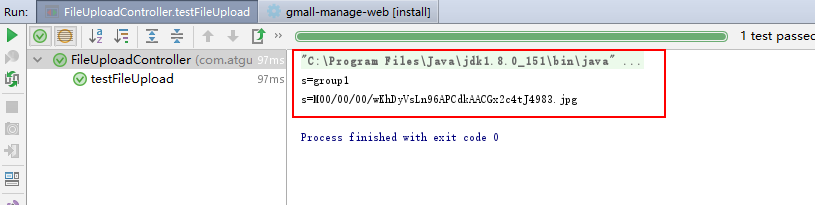 Run: FileUploadController.testFileUpload gmall-manage-web [install]
1 test passed
FileUploadController (com.atgu 97ms
testFileUpload 97ms
"C:\Program Files\Java\jdk1.8.0_151\bin\java" ...
s=group1
s=M00/00/00/wKhDyVsLn96APCdkAACGx2c4tJ4983.jpg
Process finished with exit code 0